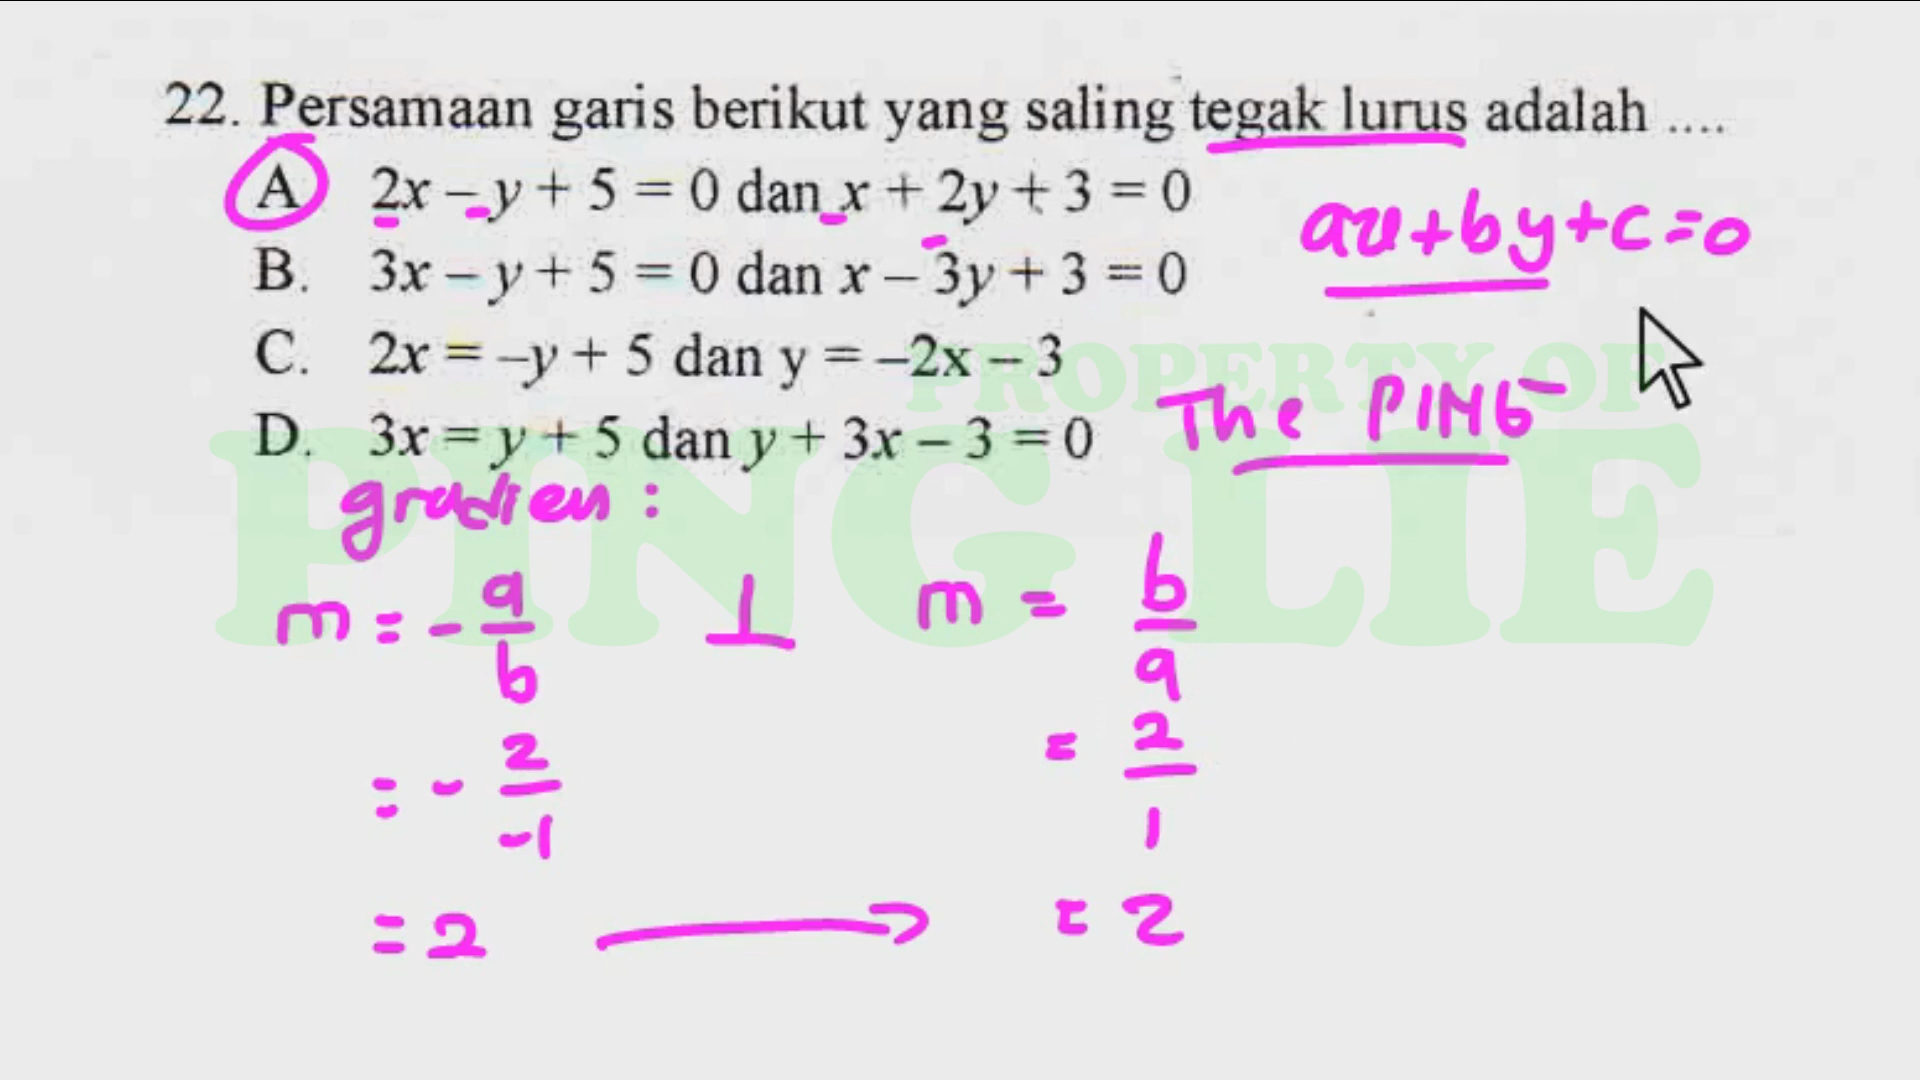 22. Persamaan garis berikut yang saling tegak lurus adalah ....
A 2x – y + 5 = 0 dan x + 2y + 3 = 0
ax+by+c=0
B. 3x – y + 5 = 0 dan x – 3y + 3 = 0
C. 2x = –y + 5 dan y = –2x – 3
PROPERTY OF
D. 3x = y + 5 dan y + 3x – 3 = 0
The PING
PING LIE
gradien :
m = - a/b ⊥ m = b/a
= - 2/-1 = 2/1
= 2 → = 2